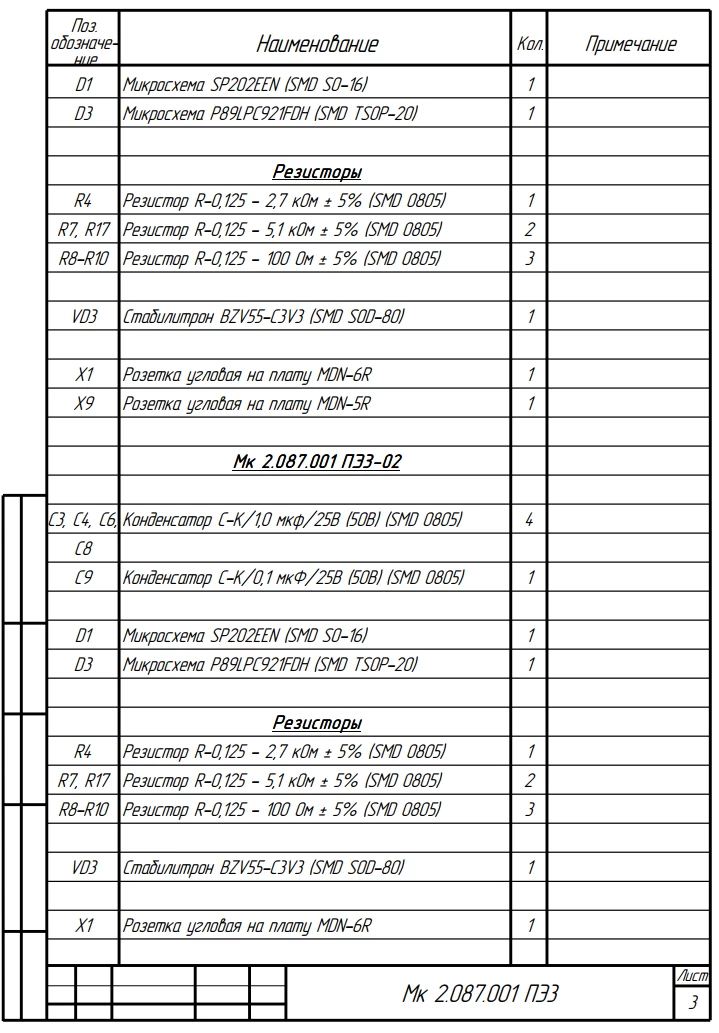 Поз. обозначение Наименование Кол. Примечание
D1 Микросхема SP202EEN (SMD SO-16) 1
D3 Микросхема P89LPC921FDH (SMD TSOP-20) 1
Резисторы
R4 Резистор R-0,125 - 2,7 кОм ± 5% (SMD 0805) 1
R7, R17 Резистор R-0,125 - 5,1 кОм ± 5% (SMD 0805) 2
R8-R10 Резистор R-0,125 - 100 Ом ± 5% (SMD 0805) 3
VD3 Стабилитрон BZV55-C3V3 (SMD SOD-80) 1
X1 Розетка угловая на плату MDN-6R 1
X9 Розетка угловая на плату MDN-5R 1
Мк 2.087.001 ПЭ3-02
C3, C4, C6, Конденсатор С-К/1,0 мкф/25В (50В) (SMD 0805) 4
C8
C9 Конденсатор С-К/0,1 мкФ/25В (50В) (SMD 0805) 1
D1 Микросхема SP202EEN (SMD SO-16) 1
D3 Микросхема P89LPC921FDH (SMD TSOP-20) 1
Резисторы
R4 Резистор R-0,125 - 2,7 кОм ± 5% (SMD 0805) 1
R7, R17 Резистор R-0,125 - 5,1 кОм ± 5% (SMD 0805) 2
R8-R10 Резистор R-0,125 - 100 Ом ± 5% (SMD 0805) 3
VD3 Стабилитрон BZV55-C3V3 (SMD SOD-80) 1
X1 Розетка угловая на плату MDN-6R 1
Мк 2.087.001 ПЭ3
Лист
3